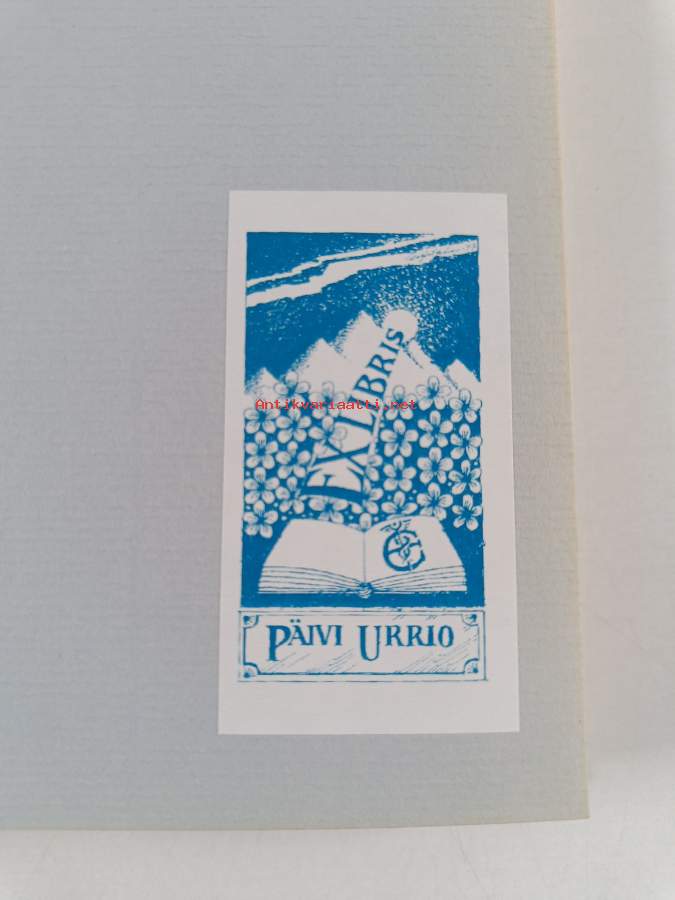 EX LIBRIS
Antikvariaatti.net
PÄIVI URRIO